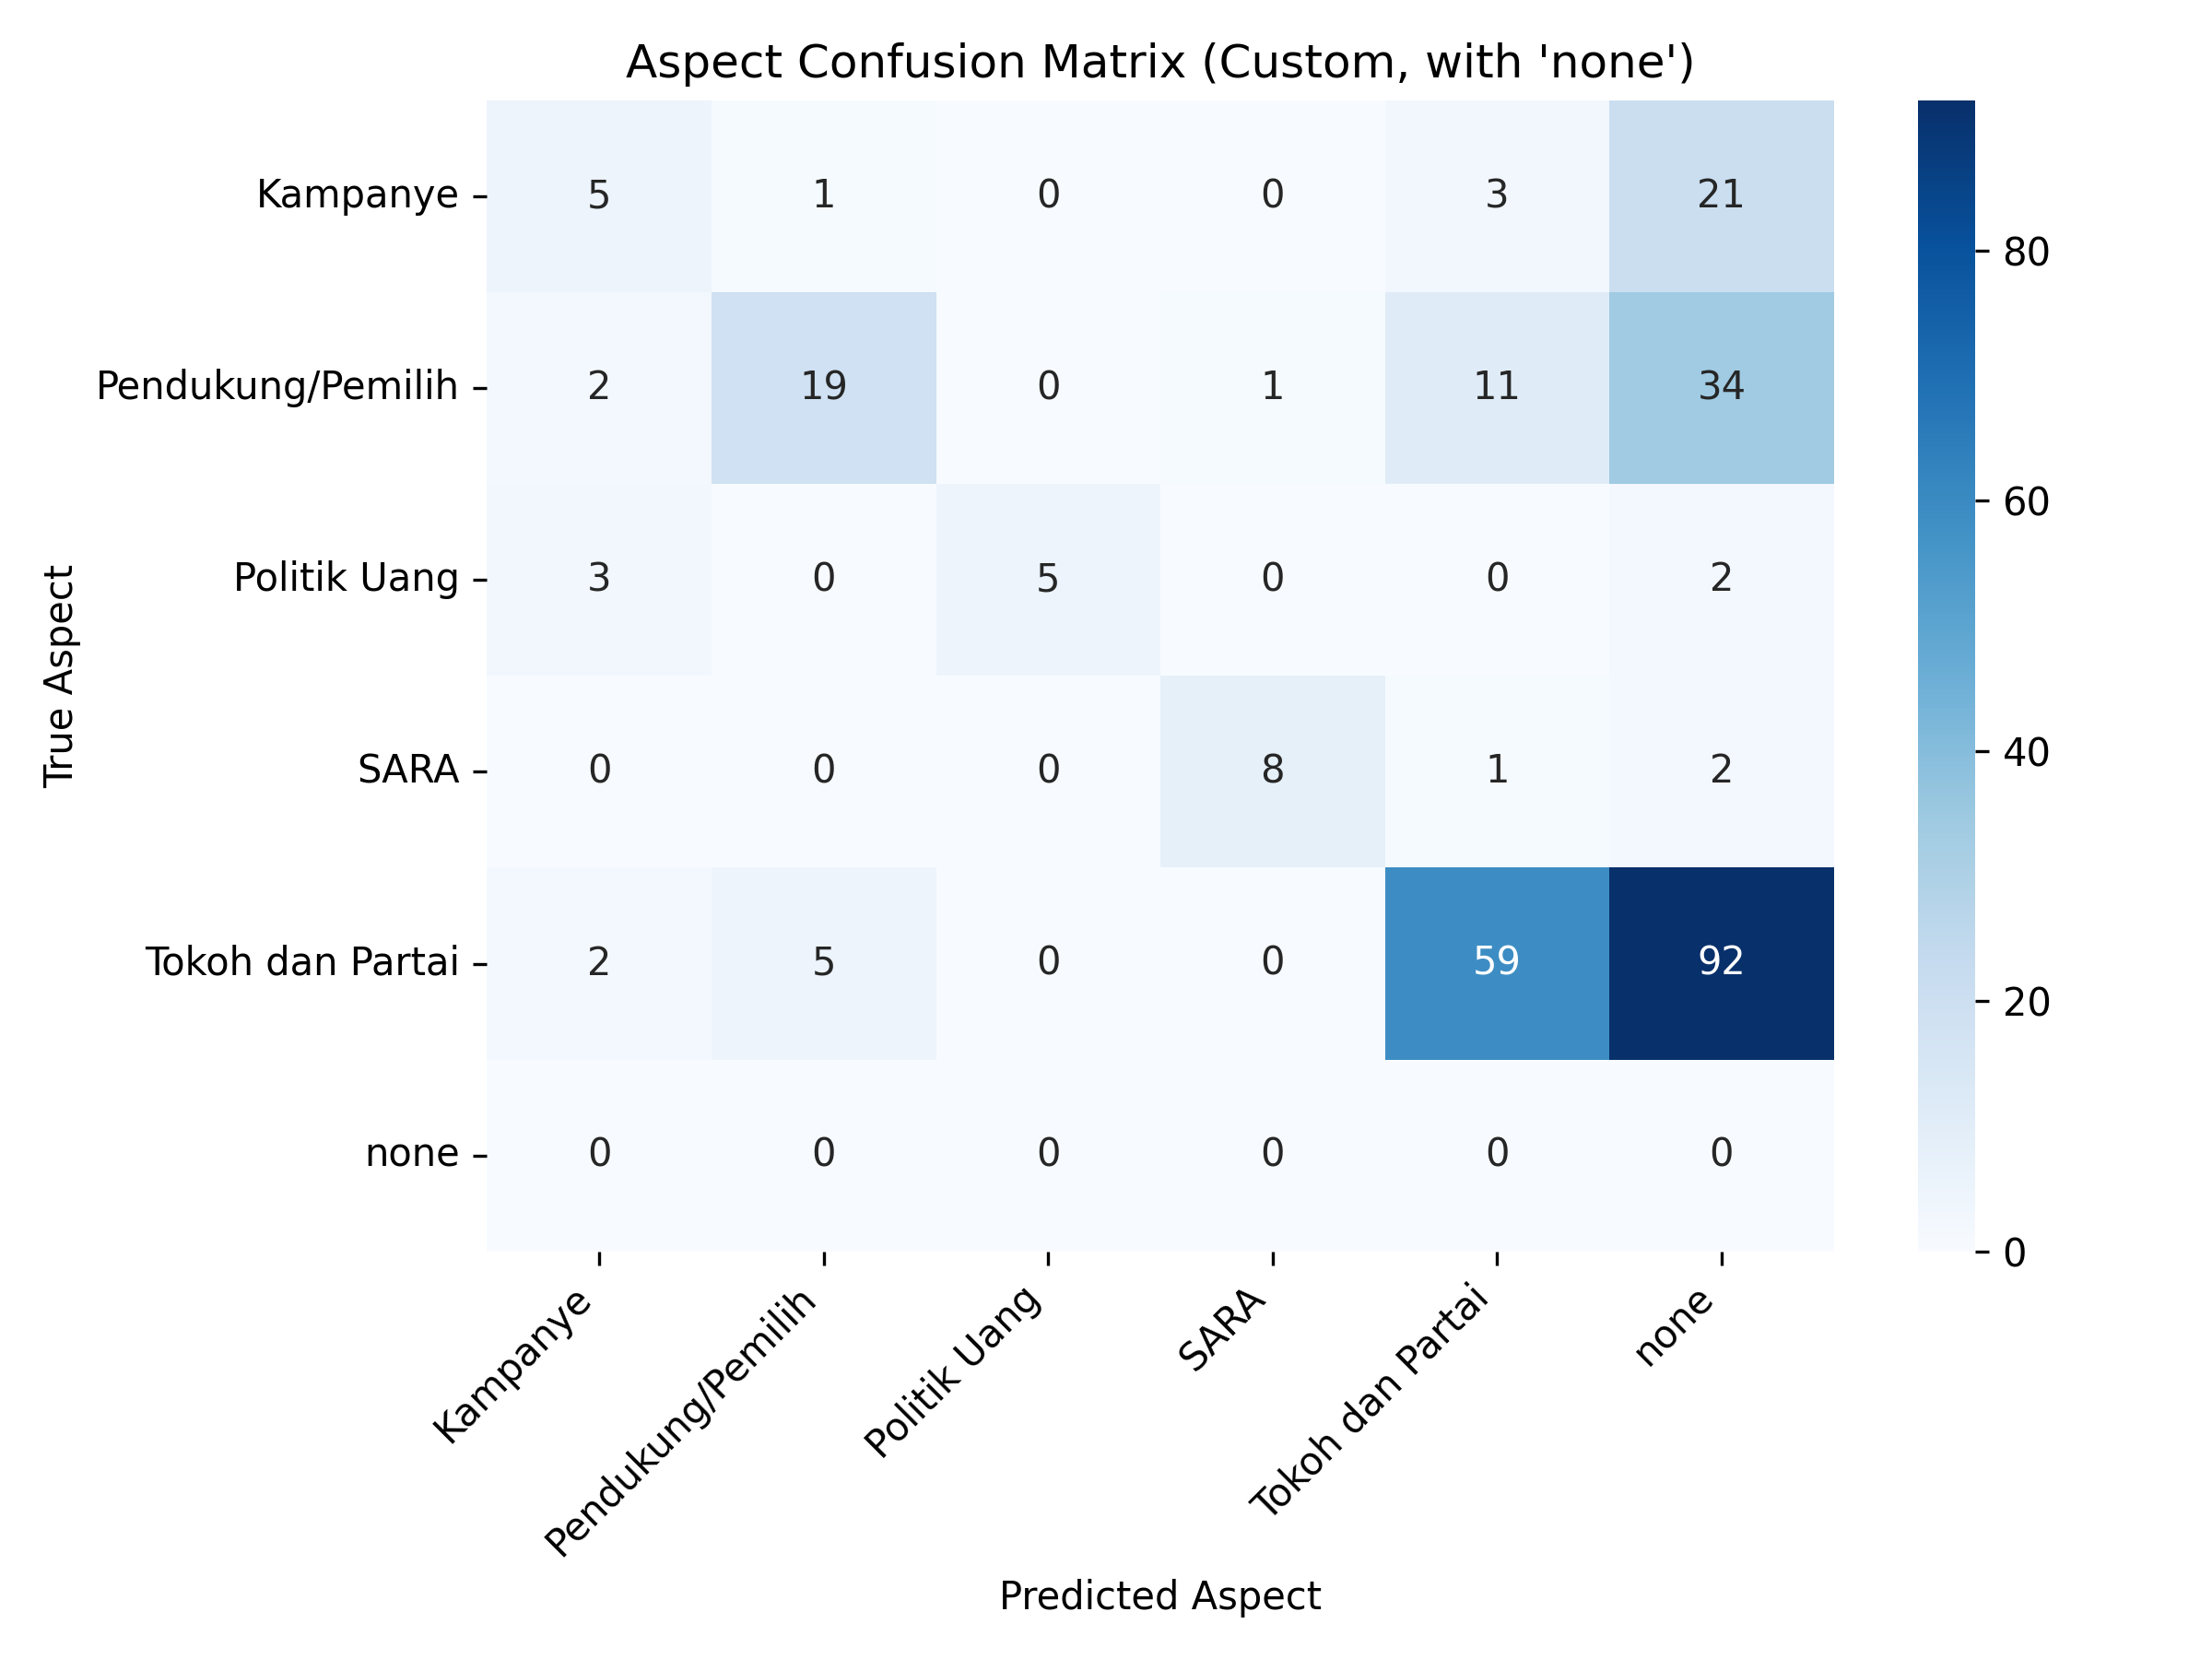 Aspect Confusion Matrix (Custom, with 'none')
Kampanye 5 1 0 0 3 21
Pendukung/Pemilih 2 19 0 1 11 34
Politik Uang 3 0 5 0 0 2
SARA 0 0 0 8 1 2
Tokoh dan Partai 2 5 0 0 59 92
none 0 0 0 0 0 0
True Aspect
Kampanye
Pendukung/Pemilih
Politik Uang
SARA
Tokoh dan Partai
none
Predicted Aspect
80
60
40
20
0